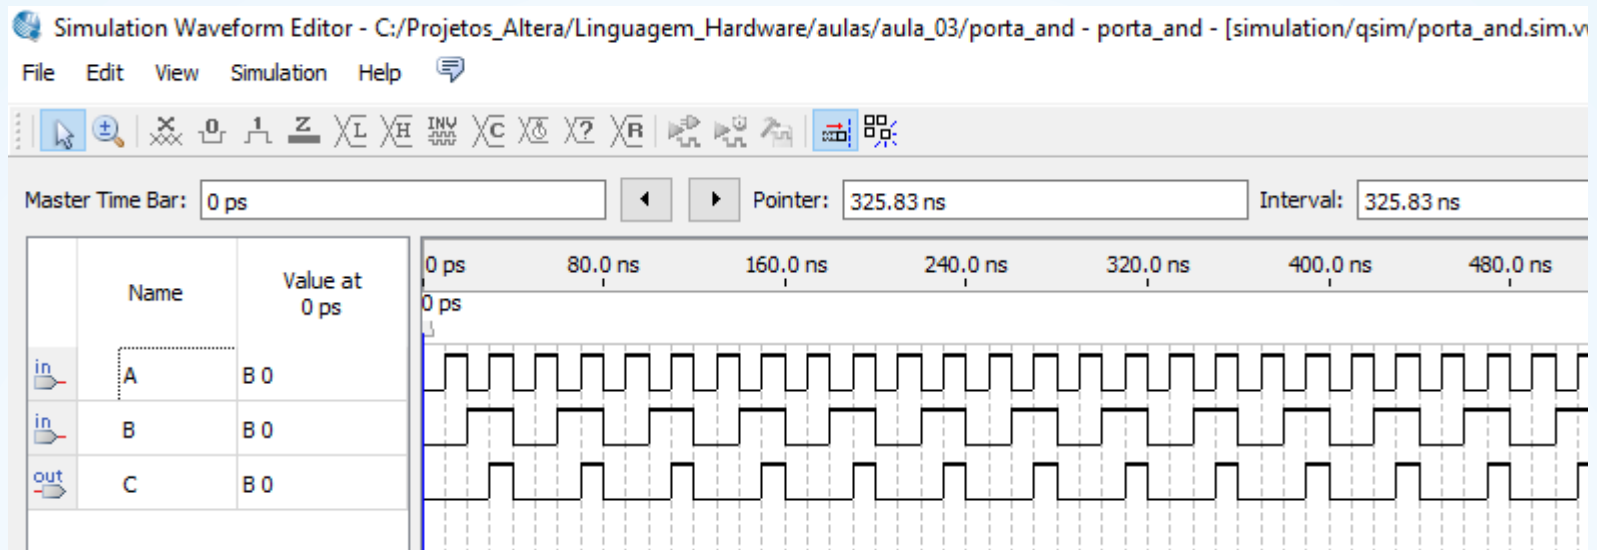 Simulation Waveform Editor - C:/Projetos_Altera/Linguagem_Hardware/aulas/aula_03/porta_and - porta_and - [simulation/qsim/porta_and.sim.v
File Edit View Simulation Help
X 0 1 Z L H INV C ? R
Master Time Bar: 0 ps Pointer: 325.83 ns Interval: 325.83 ns
Name Value at 0 ps
0 ps 80.0 ns 160.0 ns 240.0 ns 320.0 ns 400.0 ns 480.0 ns
0 ps
in A B 0
in B B 0
out C B 0